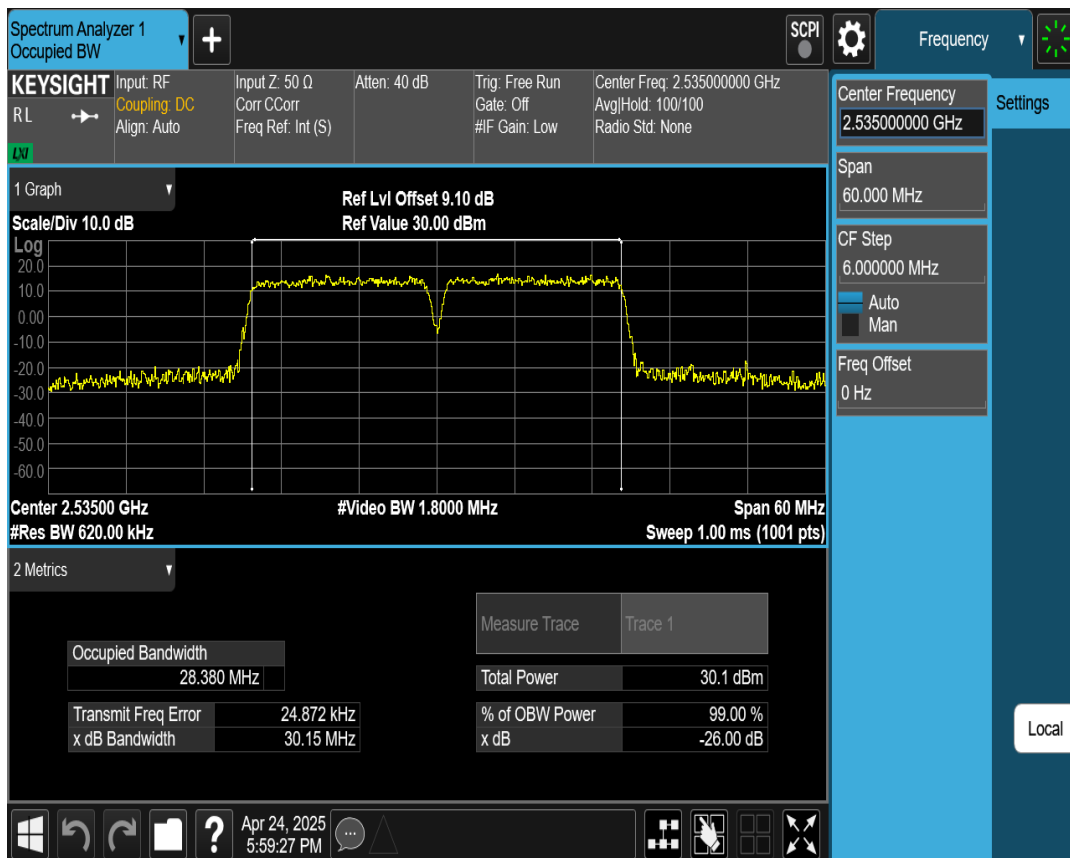 Spectrum Analyzer 1
Occupied BW
+
SCPI
Frequency
KEYSIGHT
RL
LXI
Input: RF
Coupling: DC
Align: Auto
Input Z: 50 Ω
Corr CCorr
Freq Ref: Int (S)
Atten: 40 dB
Trig: Free Run
Gate: Off
#IF Gain: Low
Center Freq: 2.535000000 GHz
Avg|Hold: 100/100
Radio Std: None
Center Frequency
2.535000000 GHz
Settings
Span
60.000 MHz
CF Step
6.000000 MHz
Auto
Man
Freq Offset
0 Hz
Local
1 Graph
Scale/Div 10.0 dB
Ref Lvl Offset 9.10 dB
Ref Value 30.00 dBm
Log
20.0
10.0
0.00
-10.0
-20.0
-30.0
-40.0
-50.0
-60.0
Center 2.53500 GHz
#Video BW 1.8000 MHz
Span 60 MHz
#Res BW 620.00 kHz
Sweep 1.00 ms (1001 pts)
2 Metrics
Measure Trace Trace 1
Occupied Bandwidth
28.380 MHz
Total Power 30.1 dBm
Transmit Freq Error 24.872 kHz
% of OBW Power 99.00 %
x dB Bandwidth 30.15 MHz
x dB -26.00 dB
?
Apr 24, 2025
5:59:27 PM